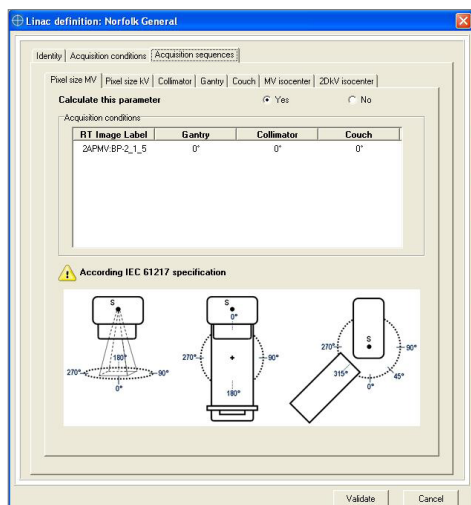 Linac definition: Norfolk General
Identity Acquisition conditions Acquisition sequences
Pixel size MV Pixel size kV Collimator Gantry Couch MV isocenter 2DkV isocenter
Calculate this parameter Yes No
Acquisition conditions
RT Image Label Gantry Collimator Couch
2APMV:BP-2_1_5 0° 0° 0°
According IEC 61217 specification
S S
0° S
180° 270° 90° 270° 90°
270° 90° 315° 45°
0° 180° 0°
Validate Cancel